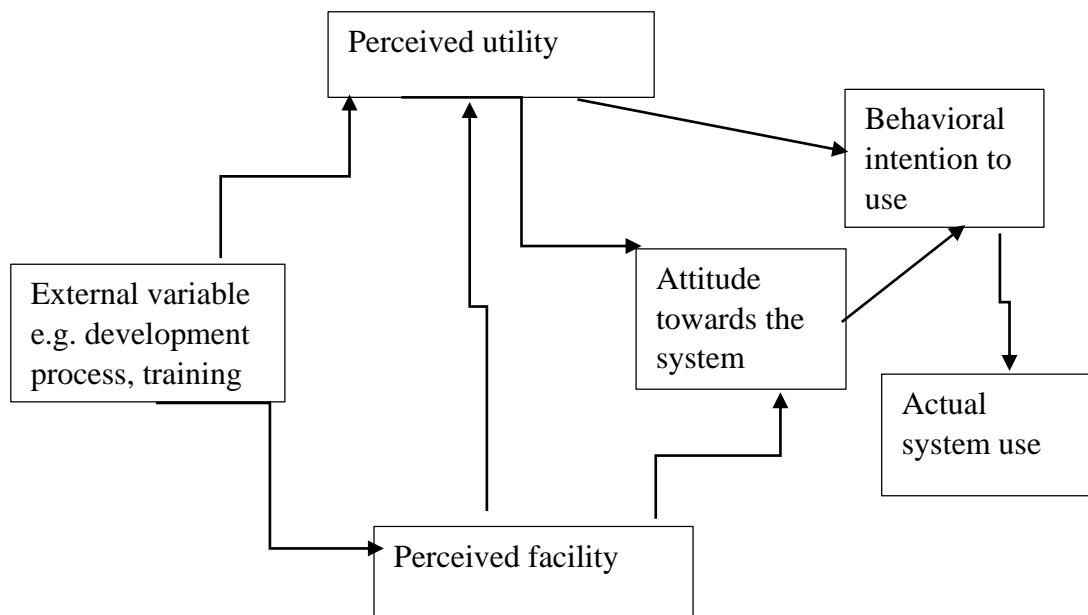 Perceived utility
Behavioral
intention to
use
External variable
e.g. development
process, training
Attitude
towards the
system
Actual
system use
Perceived facility